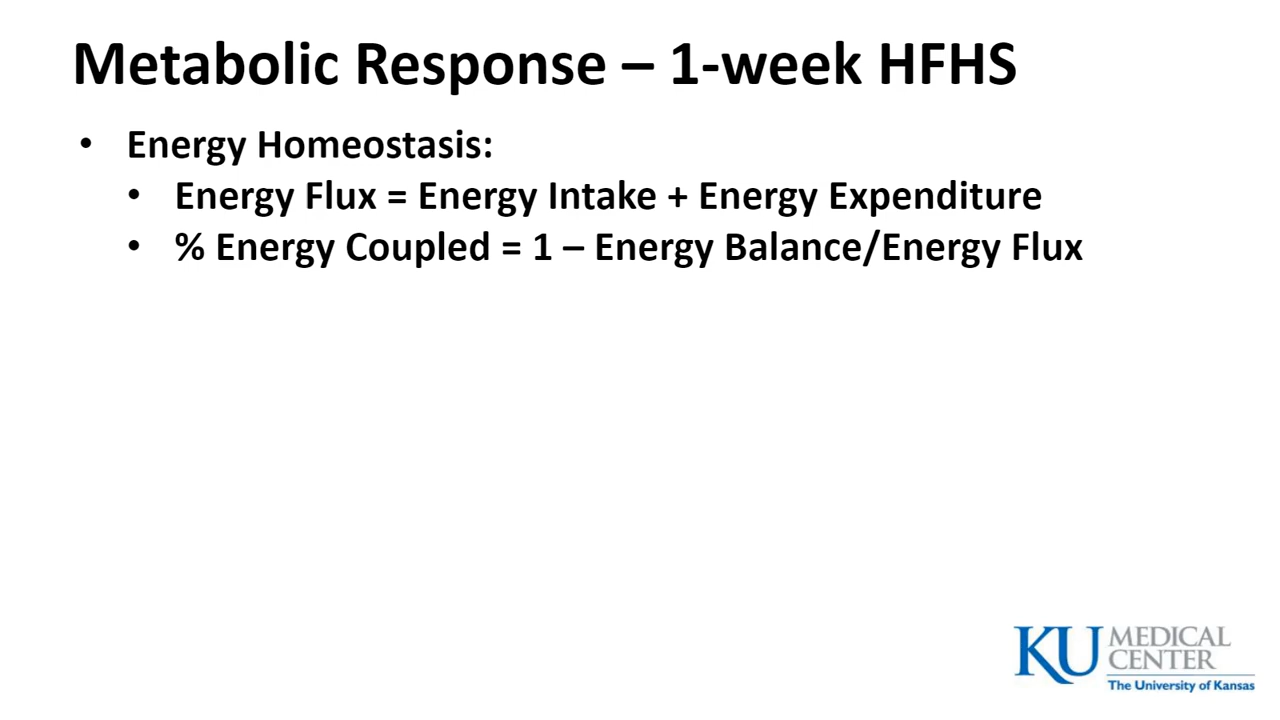 Metabolic Response – 1-week HFHS
• Energy Homeostasis:
• Energy Flux = Energy Intake + Energy Expenditure
• % Energy Coupled = 1 – Energy Balance/Energy Flux
KU MEDICAL
CENTER
The University of Kansas